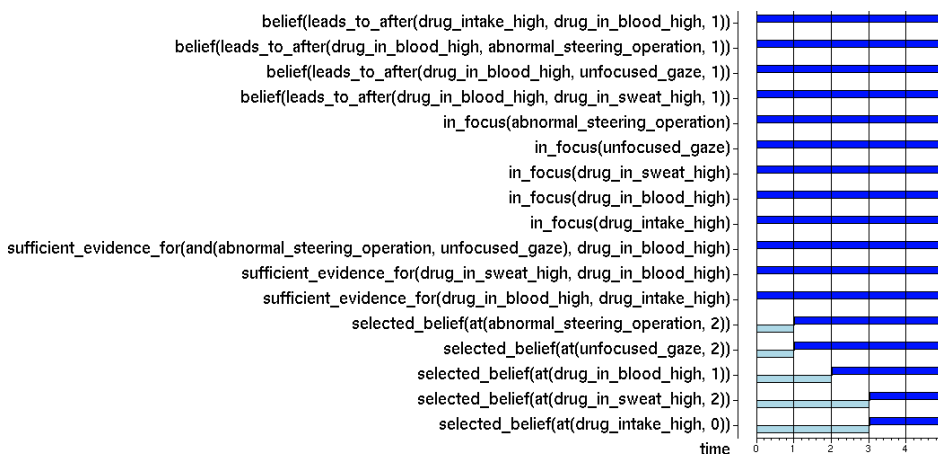 belief(leads_to_after(drug_intake_high, drug_in_blood_high, 1))
belief(leads_to_after(drug_in_blood_high, abnormal_steering_operation, 1))
belief(leads_to_after(drug_in_blood_high, unfocused_gaze, 1))
belief(leads_to_after(drug_in_blood_high, drug_in_sweat_high, 1))
in_focus(abnormal_steering_operation)
in_focus(unfocused_gaze)
in_focus(drug_in_sweat_high)
in_focus(drug_in_blood_high)
in_focus(drug_intake_high)
sufficient_evidence_for(and(abnormal_steering_operation, unfocused_gaze), drug_in_blood_high)
sufficient_evidence_for(drug_in_sweat_high, drug_in_blood_high)
sufficient_evidence_for(drug_in_blood_high, drug_intake_high)
selected_belief(at(abnormal_steering_operation, 2))
selected_belief(at(unfocused_gaze, 2))
selected_belief(at(drug_in_blood_high, 1))
selected_belief(at(drug_in_sweat_high, 2))
selected_belief(at(drug_intake_high, 0))
time 0 1 2 3 4